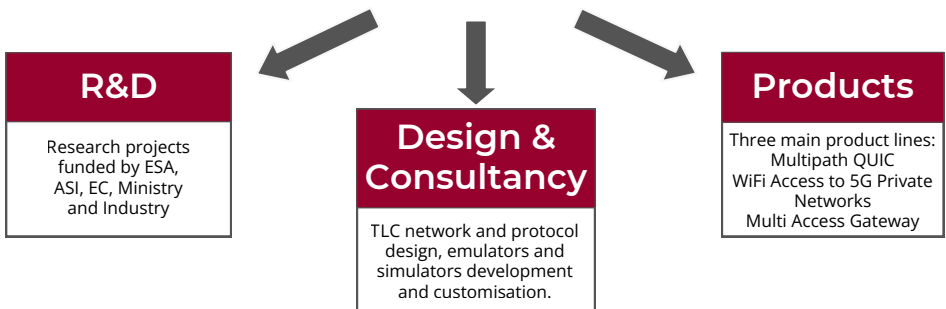 R&D
Research projects
funded by ESA,
ASI, EC, Ministry
and Industry
Design &
Consultancy
TLC network and protocol
design, emulators and
simulators development
and customisation.
Products
Three main product lines:
Multipath QUIC
WiFi Access to 5G Private
Networks
Multi Access Gateway